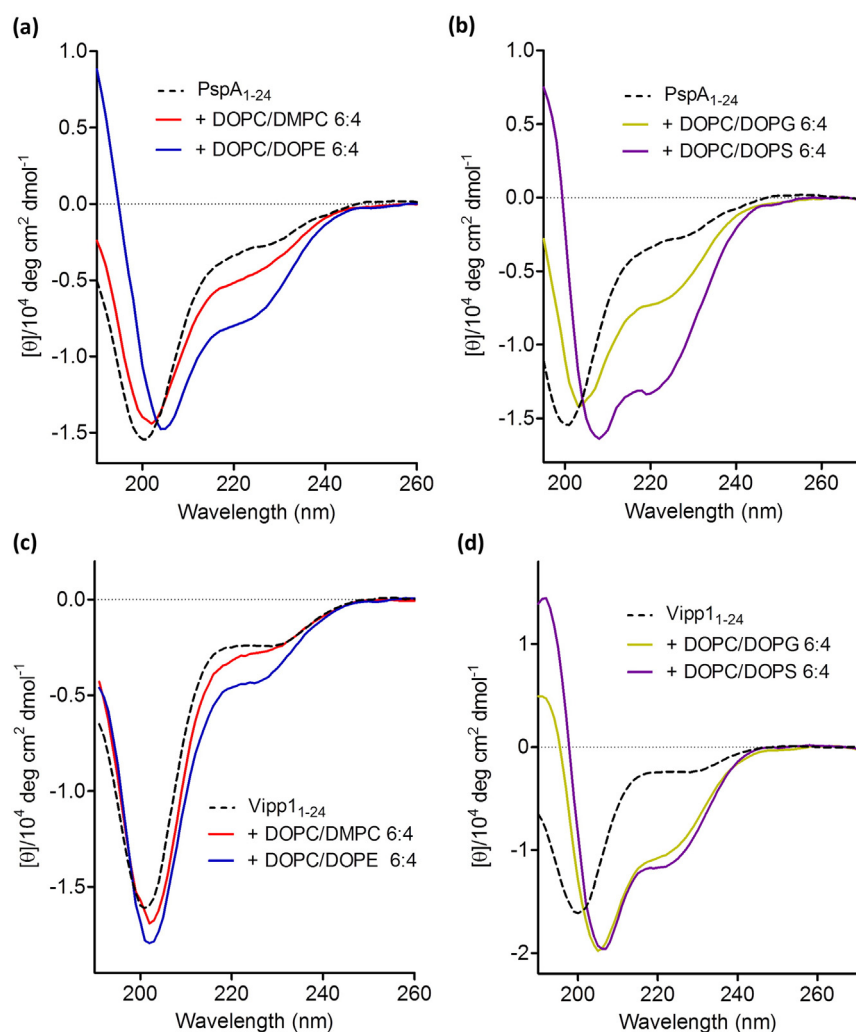 (a)
1.0
0.5
0.0
-0.5
-1.0
-1.5
[θ]/10⁴ deg cm² dmol⁻¹
PspA₁₋₂₄
+ DOPC/DMPC 6:4
+ DOPC/DOPE 6:4
200 220 240 260
Wavelength (nm)
(b)
1.0
0.5
0.0
-0.5
-1.0
-1.5
[θ]/10⁴ deg cm² dmol⁻¹
PspA₁₋₂₄
+ DOPC/DOPG 6:4
+ DOPC/DOPS 6:4
200 220 240 260
Wavelength (nm)
(c)
0.0
-0.5
-1.0
-1.5
[θ]/10⁴ deg cm² dmol⁻¹
Vipp1₁₋₂₄
+ DOPC/DMPC 6:4
+ DOPC/DOPE 6:4
200 220 240 260
Wavelength (nm)
(d)
1
0
-1
-2
[θ]/10⁴ deg cm² dmol⁻¹
Vipp1₁₋₂₄
+ DOPC/DOPG 6:4
+ DOPC/DOPS 6:4
200 220 240 260
Wavelength (nm)